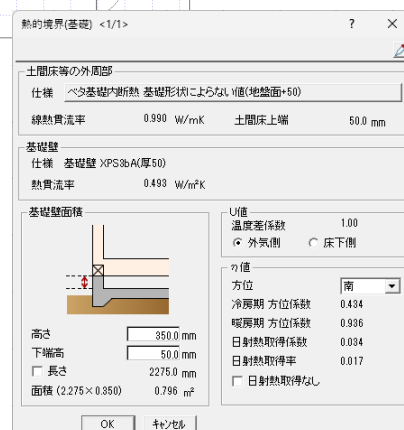 熱的境界(基礎) <1/1>
? ×
土間床等の外周部
仕様 ベタ基礎内断熱 基礎形状によらないψ値(地盤面+50)
線熱貫流率 0.990 W/mK 土間床上端 50.0 mm
基礎壁
仕様 基礎壁 XPS3bA(厚50)
熱貫流率 0.493 W/m²K
基礎壁面積
高さ 350.0 mm
下端高 50.0 mm
長さ 2275.0 mm
面積 (2.275×0.350) 0.796 m²
U値
温度差係数 1.00
外気側 床下側
η値
方位 南
冷房期 方位係数 0.434
暖房期 方位係数 0.936
日射熱取得係数 0.034
日射熱取得率 0.017
日射熱取得なし
OK キャンセル